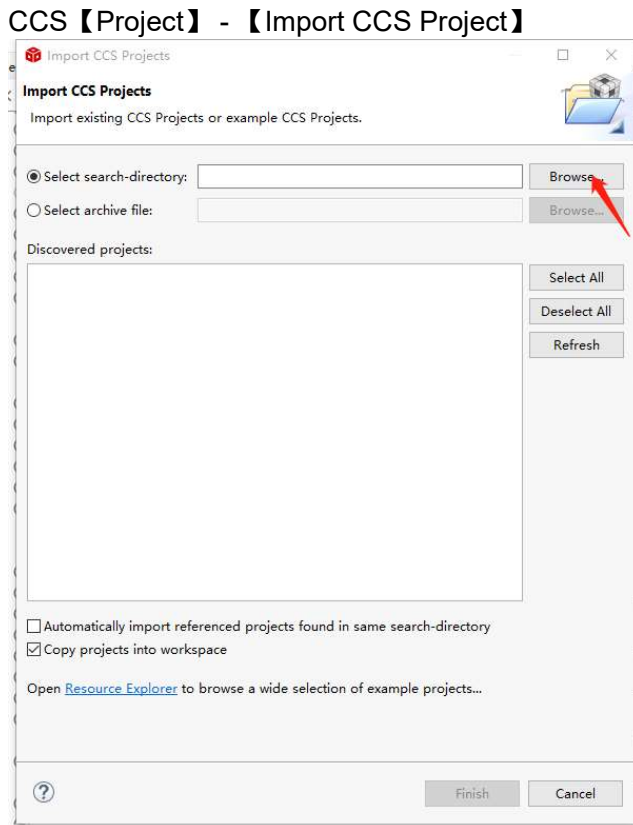 CCS【Project】 - 【Import CCS Project】
Import CCS Projects
Import CCS Projects
Import existing CCS Projects or example CCS Projects.
Select search-directory:
Browse...
Select archive file:
Browse...
Discovered projects:
Select All
Deselect All
Refresh
Automatically import referenced projects found in same search-directory
Copy projects into workspace
Open Resource Explorer to browse a wide selection of example projects...
?
Finish
Cancel